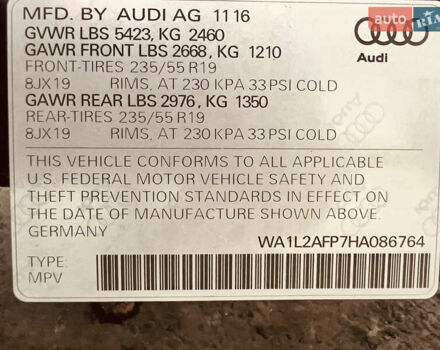 MFD. BY AUDI AG 11 16
GVWR LBS 5423, KG 2460
GAWR FRONT LBS 2668, KG 1210
FRONT-TIRES 235/55 R19
8JX19 RIMS, AT 230 KPA 33 PSI COLD
GAWR REAR LBS 2976, KG 1350
REAR-TIRES 235/55 R19
8JX19 RIMS, AT 230 KPA 33 PSI COLD
THIS VEHICLE CONFORMS TO ALL APPLICABLE
U.S. FEDERAL MOTOR VEHICLE SAFETY AND
THEFT PREVENTION STANDARDS IN EFFECT ON
THE DATE OF MANUFACTURE SHOWN ABOVE.
GERMANY
WA1L2AFP7HA086764
TYPE:
MPV
Audi
auto
RIA